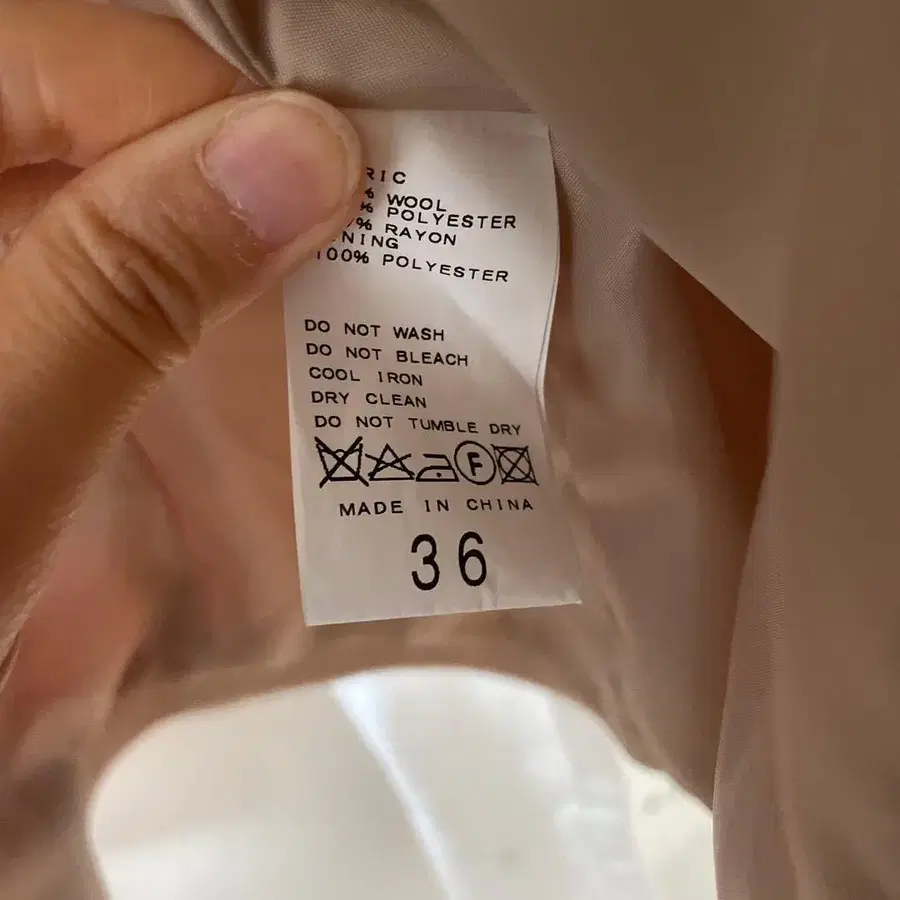 RIC
% WOOL
% POLYESTER
% RAYON
ENING
100% POLYESTER
DO NOT WASH
DO NOT BLEACH
COOL IRON
DRY CLEAN
DO NOT TUMBLE DRY
F
MADE IN CHINA
36